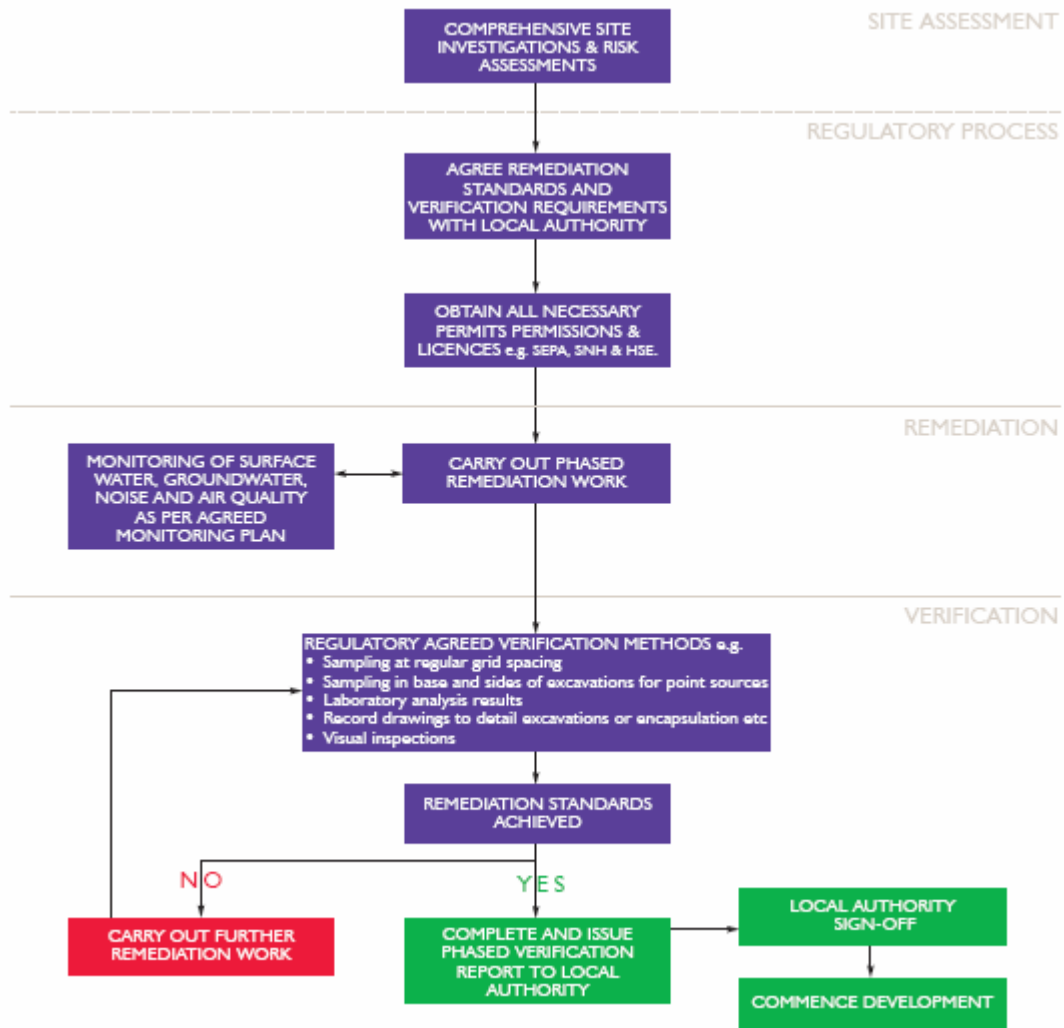 SITE ASSESSMENT
COMPREHENSIVE SITE
INVESTIGATIONS & RISK
ASSESSMENTS
REGULATORY PROCESS
AGREE REMEDIATION
STANDARDS AND
VERIFICATION REQUIREMENTS
WITH LOCAL AUTHORITY
OBTAIN ALL NECESSARY
PERMITS PERMISSIONS &
LICENCES e.g. SEPA, SNH & HSE.
REMEDIATION
MONITORING OF SURFACE
WATER, GROUNDWATER,
NOISE AND AIR QUALITY
AS PER AGREED
MONITORING PLAN
CARRY OUT PHASED
REMEDIATION WORK
VERIFICATION
REGULATORY AGREED VERIFICATION METHODS e.g.
• Sampling at regular grid spacing
• Sampling in base and sides of excavations for point sources
• Laboratory analysis results
• Record drawings to detail excavations or encapsulation etc
• Visual inspections
REMEDIATION STANDARDS
ACHIEVED
NO
YES
CARRY OUT FURTHER
REMEDIATION WORK
COMPLETE AND ISSUE
PHASED VERIFICATION
REPORT TO LOCAL
AUTHORITY
LOCAL AUTHORITY
SIGN-OFF
COMMENCE DEVELOPMENT